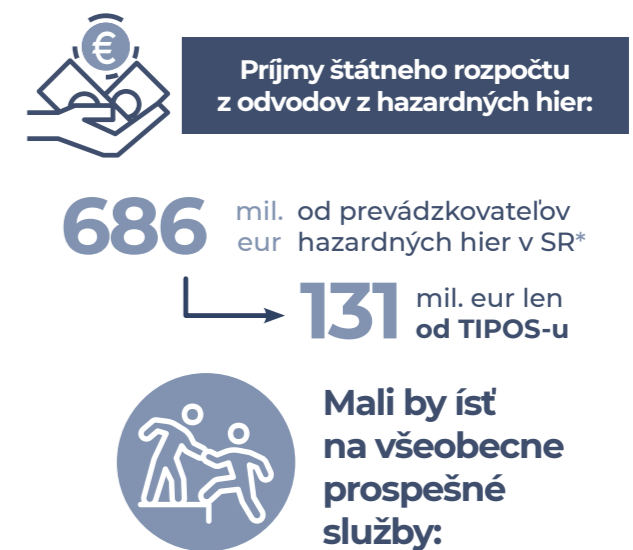 €
Príjmy štátneho rozpočtu
z odvodov z hazardných hier:
686 mil. eur od prevádzkovateľov
hazardných hier v SR*
131 mil. eur len
od TIPOS-u
Mali by ísť
na všeobecne
prospešné
služby: